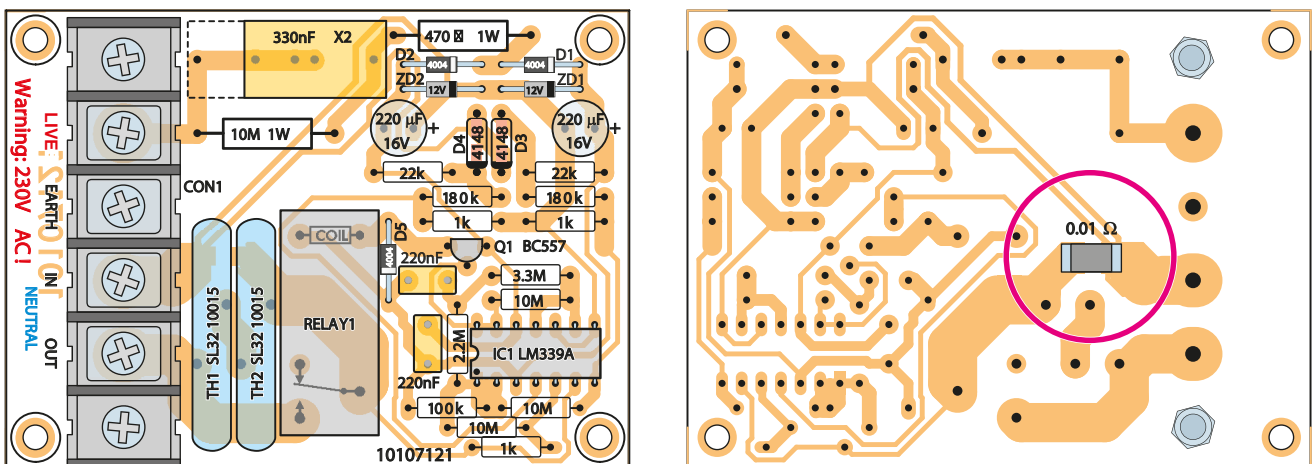 330nF X2
470 1W
D2
4004
D1
4004
ZD2
12V
ZD1
12V
220 µF
16V
+
220 µF
16V
+
10M 1W
D4
4148
4148
D3
22k
22k
180k
180k
1k
1k
CON1
Warning: 230V AC!
LIVE
EARTH
IN
NEUTRAL
OUT
10107121
COIL
D5
4004
Q1 BC557
220nF
3.3M
10M
TH1 SL32 10015
TH2 SL32 10015
RELAY1
2.2M
IC1 LM339A
220nF
100k
10M
10M
1k
10107121
0.01 Ω